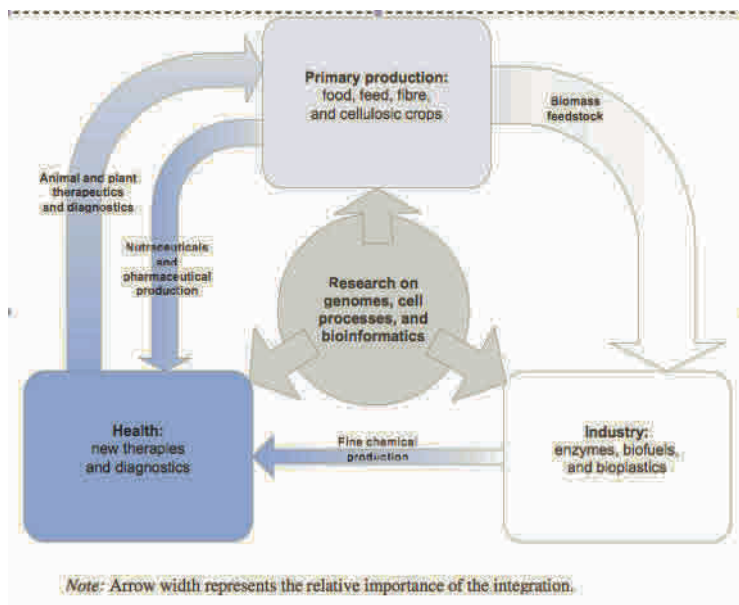 Primary production:
food, feed, fibre,
and cellulosic crops
Biomass
feedstock
Animal and plant
therapeutics
and diagnostics
Nutraceuticals
and
pharmaceutical
production
Research on
genomes, cell
processes, and
bioinformatics
Health:
new therapies
and diagnostics
Fine chemical
production
Industry:
enzymes, biofuels,
and bioplastics
Note: Arrow width represents the relative importance of the integration.